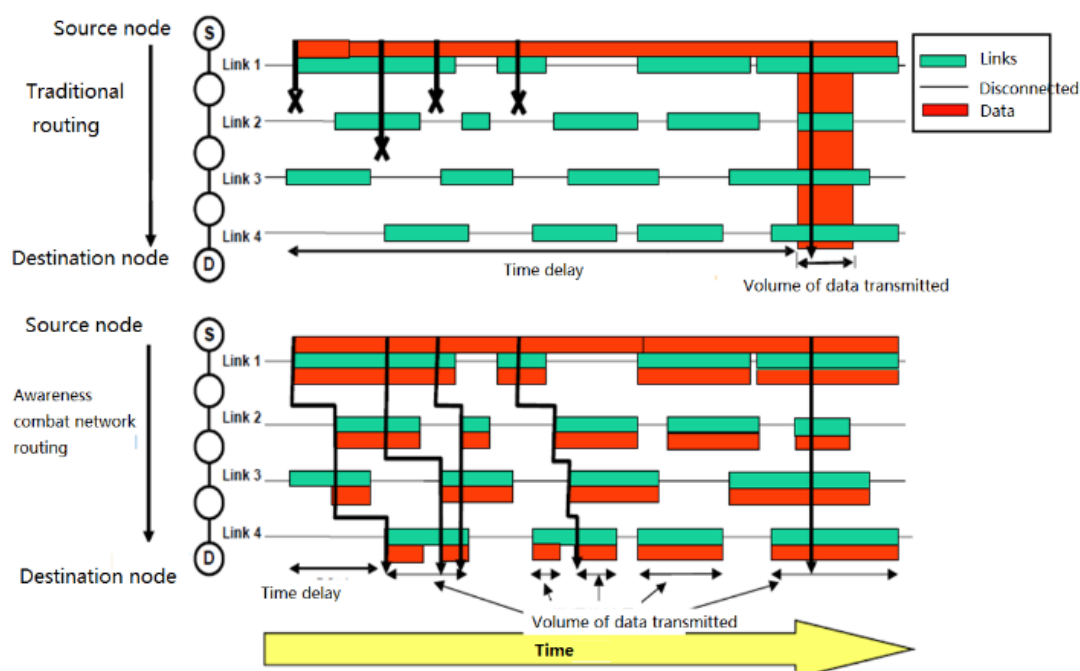 Source node
S
Traditional
routing
Link 1
Link 2
Link 3
Link 4
Destination node
D
Time delay
Volume of data transmitted
Links
Disconnected
Data
Source node
S
Awareness
combat network
routing
Link 1
Link 2
Link 3
Link 4
Destination node
D
Time delay
Volume of data transmitted
Time